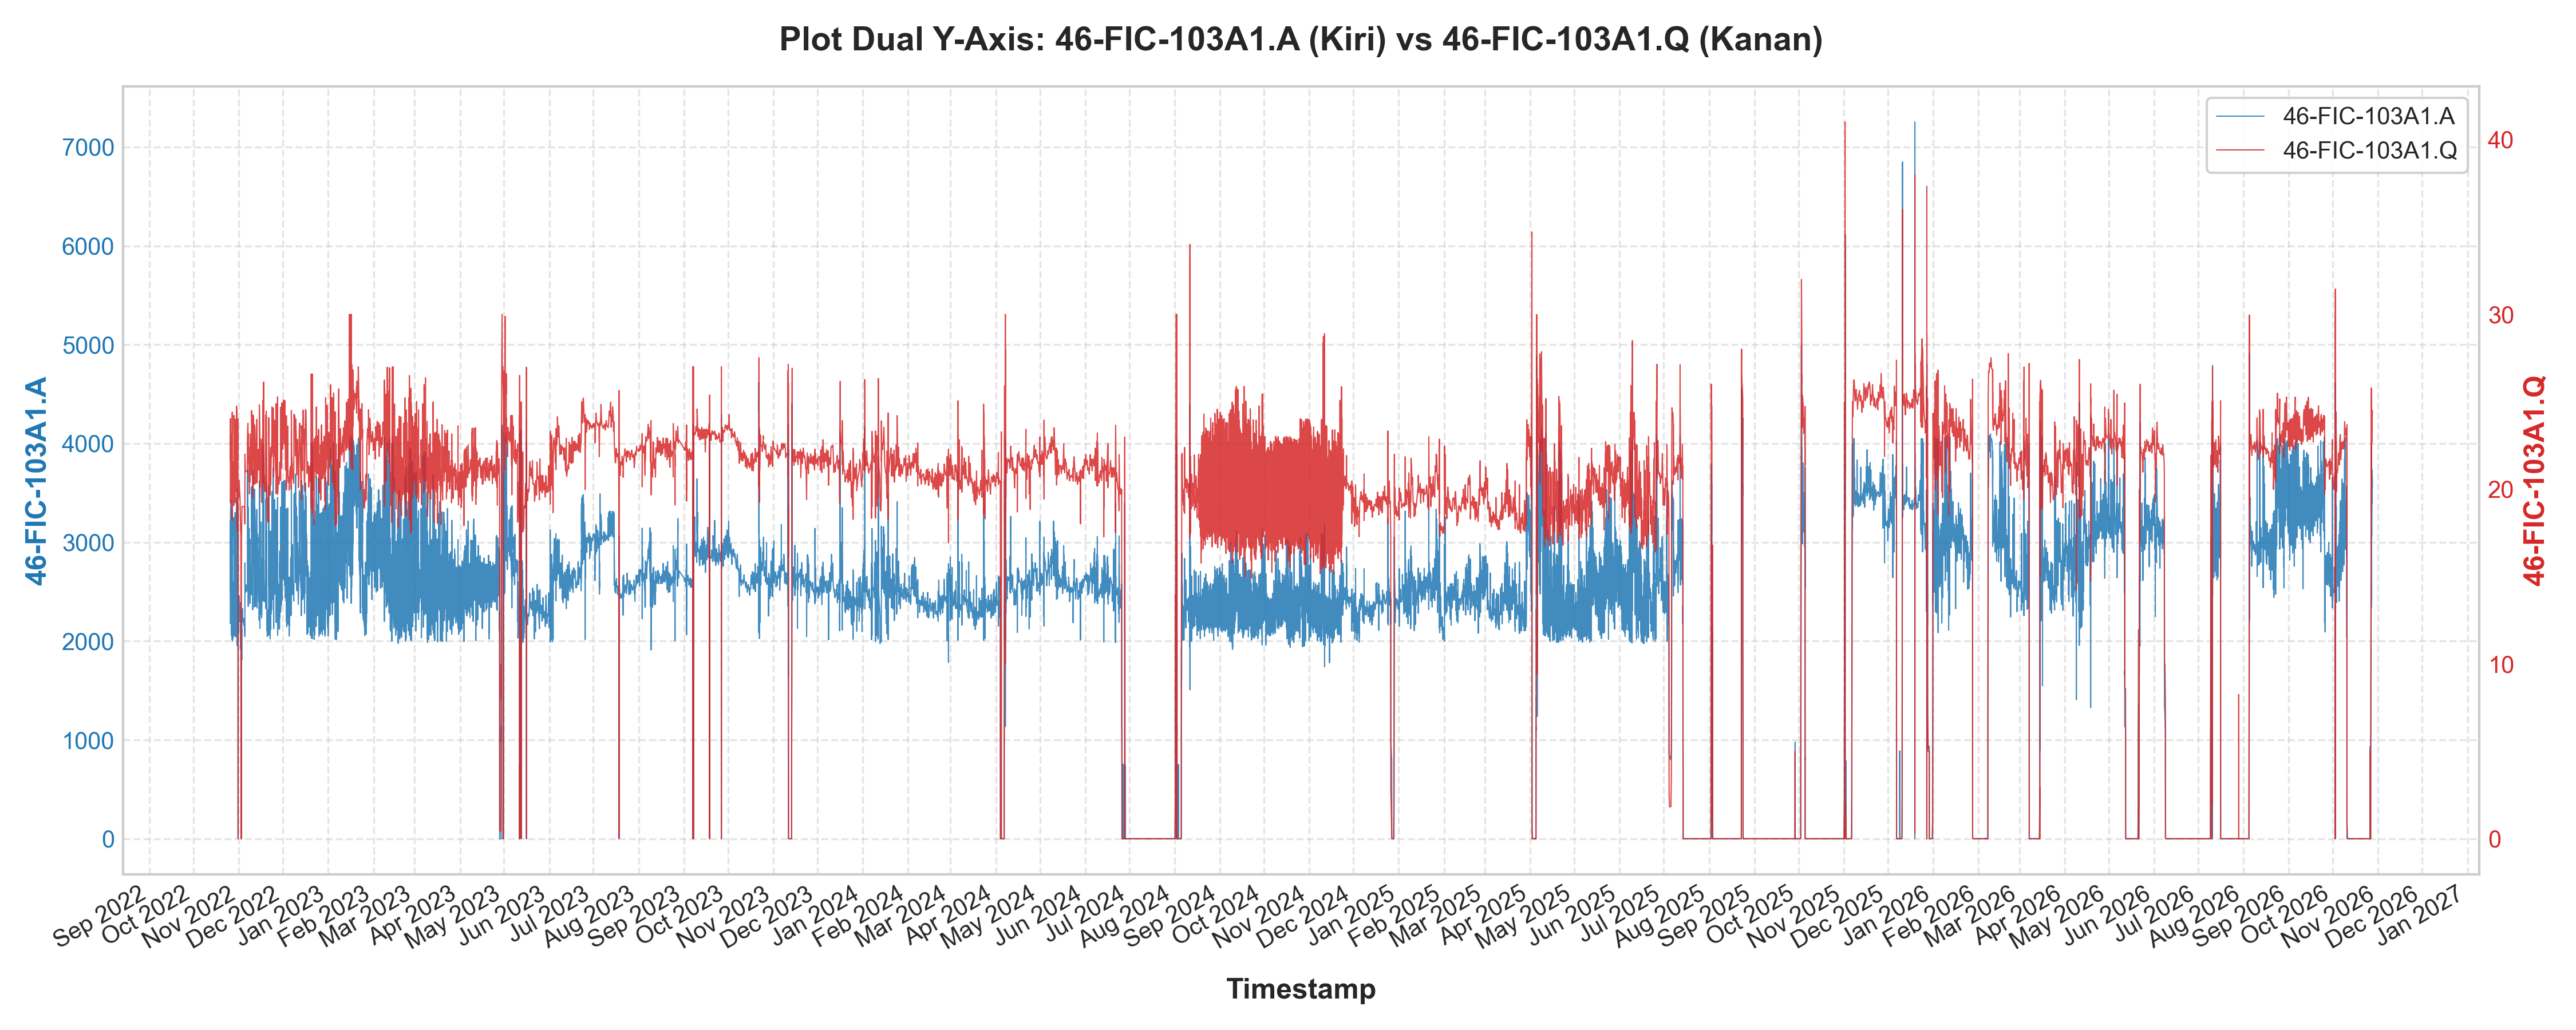 Plot Dual Y-Axis: 46-FIC-103A1.A (Kiri) vs 46-FIC-103A1.Q (Kanan)
46-FIC-103A1.A
46-FIC-103A1.Q
7000
6000
5000
4000
3000
2000
1000
0
46-FIC-103A1.A
40
30
20
10
0
46-FIC-103A1.Q
Sep 2022
Oct 2022
Nov 2022
Dec 2022
Jan 2023
Feb 2023
Mar 2023
Apr 2023
May 2023
Jun 2023
Jul 2023
Aug 2023
Sep 2023
Oct 2023
Nov 2023
Dec 2023
Jan 2024
Feb 2024
Mar 2024
Apr 2024
May 2024
Jun 2024
Jul 2024
Aug 2024
Sep 2024
Oct 2024
Nov 2024
Dec 2024
Jan 2025
Feb 2025
Mar 2025
Apr 2025
May 2025
Jun 2025
Jul 2025
Aug 2025
Sep 2025
Oct 2025
Nov 2025
Dec 2025
Jan 2026
Feb 2026
Mar 2026
Apr 2026
May 2026
Jun 2026
Jul 2026
Aug 2026
Sep 2026
Oct 2026
Nov 2026
Dec 2026
Jan 2027
Timestamp